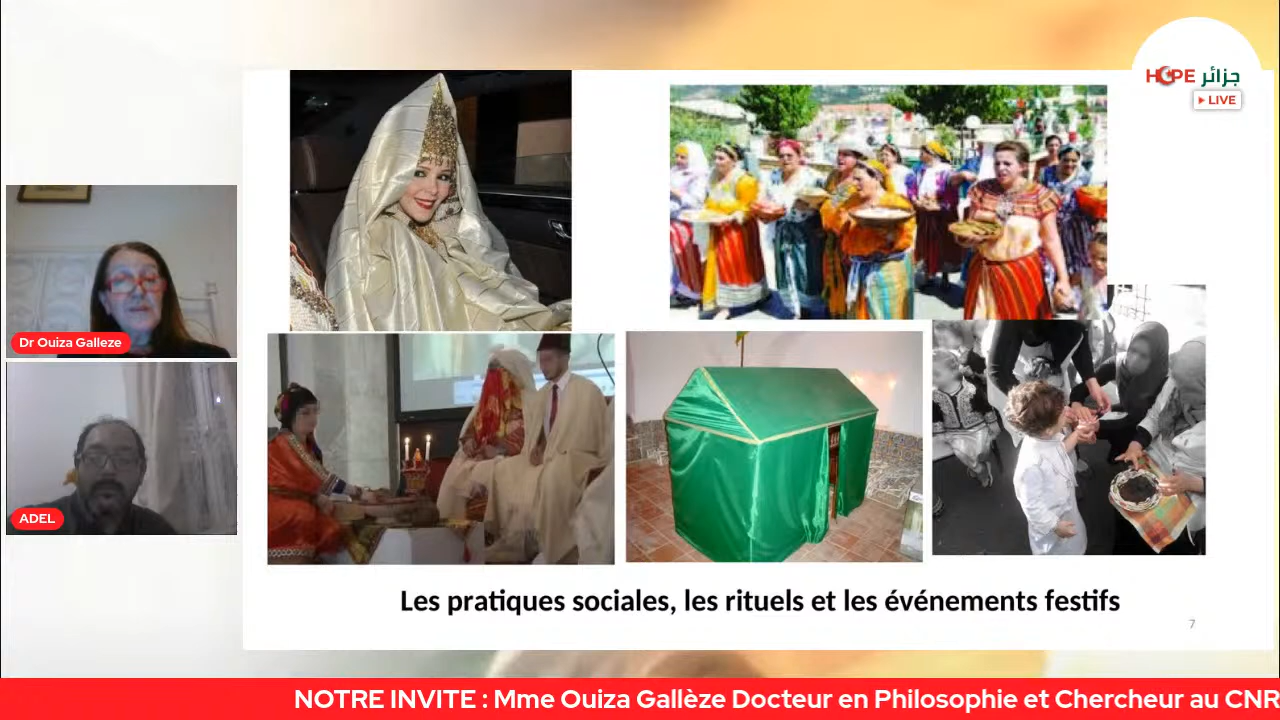 HOPE جزائر
LIVE
Dr Ouiza Galleze
ADEL
Les pratiques sociales, les rituels et les événements festifs
7
NOTRE INVITE : Mme Ouiza Gallèze Docteur en Philosophie et Chercheur au CNR